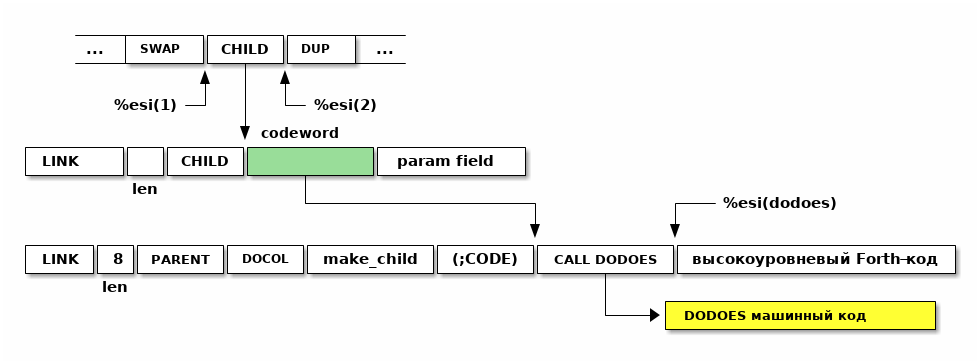 ... SWAP CHILD DUP ...
%esi(1) %esi(2)
codeword
LINK CHILD param field
len
%esi(dodoes)
LINK 8 PARENT DOCOL make_child (;CODE) CALL DODOES высокоуровневый Forth-код
len
DODOES машинный код